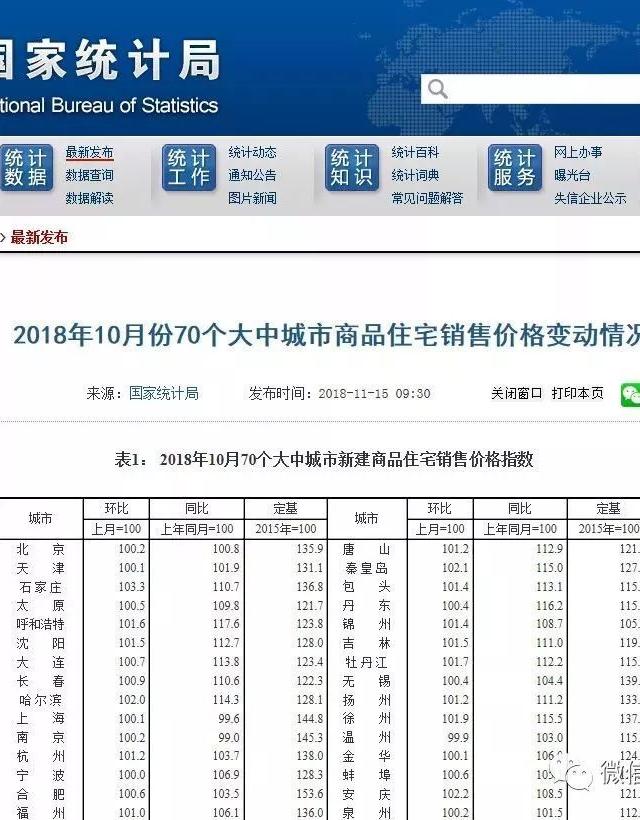 国家统计局
tional Bureau of Statistics
统计数据 最新发布 统计工作 统计动态 统计知识 统计百科 统计服务 网上办事
数据查询 通知公告 统计词典 曝光台
数据解读 图片新闻 常见问题解答 失信企业公示
> 最新发布
2018年10月份70个大中城市商品住宅销售价格变动情况
来源：国家统计局 发布时间：2018-11-15 09:30 关闭窗口 打印本页
表1： 2018年10月70个大中城市新建商品住宅销售价格指数
城市 环比 同比 定基 城市 环比 同比 定基
上月=100 上年同月=100 2015年=100 上月=100 上年同月=100 2015年=100
北 京 100.2 100.8 135.9 唐 山 101.2 112.9 121.
天 津 100.1 101.9 131.1 秦皇岛 102.1 115.0 127.
石家庄 103.3 110.7 136.8 包 头 101.4 113.1 115.
太 原 100.5 109.8 121.7 丹 东 100.4 116.2 115.
呼和浩特 101.6 117.6 123.8 锦 州 101.4 108.7 105.
沈 阳 101.5 112.7 128.0 吉 林 101.5 111.0 119.
大 连 100.7 113.8 123.4 牡丹江 101.7 112.2 115.
长 春 100.9 110.6 122.3 无 锡 100.4 104.4 139.
哈尔滨 102.0 114.3 128.1 扬 州 101.2 111.2 133.
上 海 100.1 99.6 144.8 徐 州 101.9 115.5 137.
南 京 100.2 99.0 145.3 温 州 99.9 103.0 115.
杭 州 101.2 103.7 138.0 金 华 100.1 106. 124.
宁 波 100.0 106.9 128.3 蚌 埠 100.6 微信
合 肥 100.6 103.5 153.6 安 庆 102.2 108.5 121.
福 州 101.0 106.1 136.0 泉 州 100.2 101.5 112.